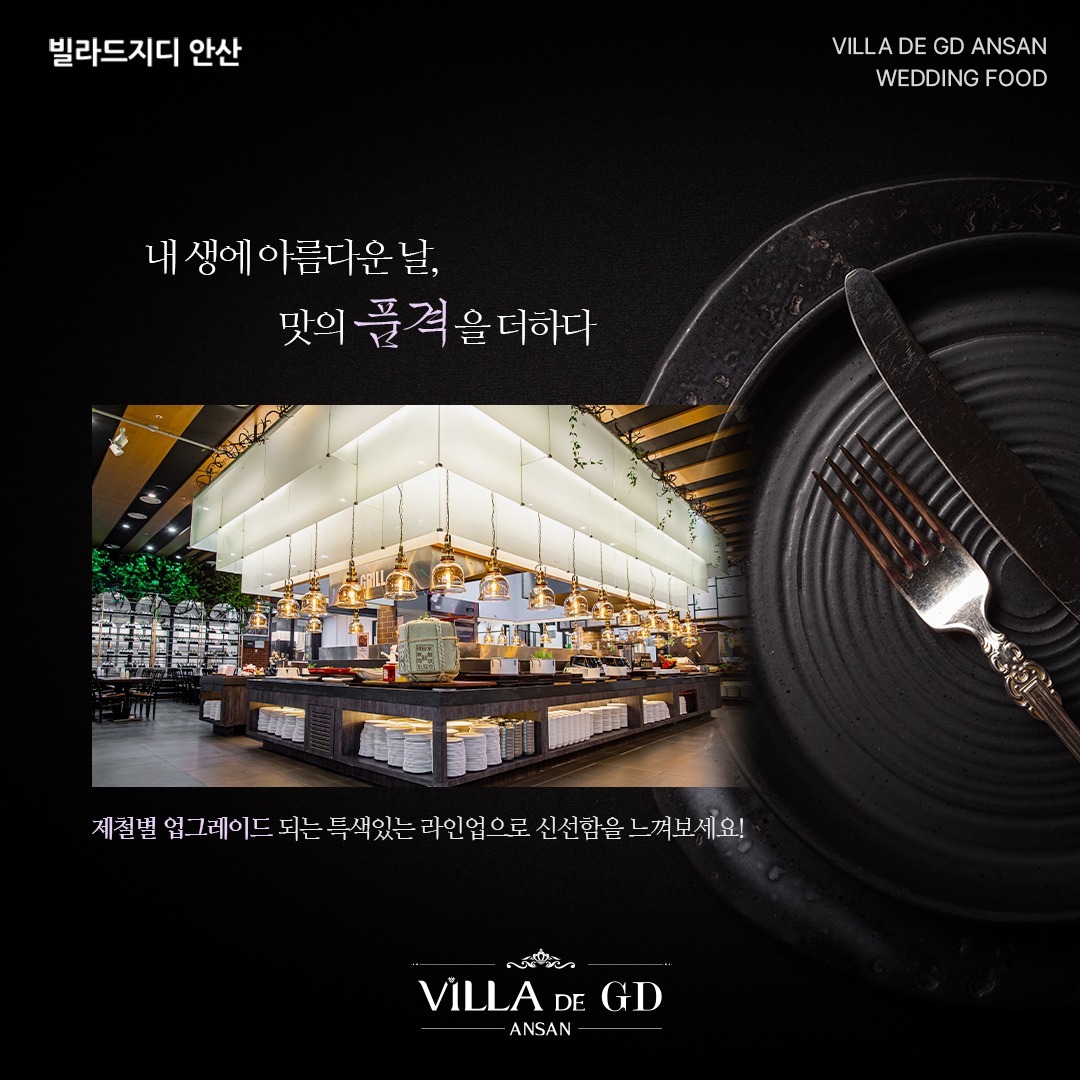 빌라드지디 안산
VILLA DE GD ANSAN
WEDDING FOOD
내 생에 아름다운 날,
맛의 품격을 더하다
GRILL
제철별 업그레이드 되는 특색있는 라인업으로 신선함을 느껴보세요!
VILLA DE GD
ANSAN